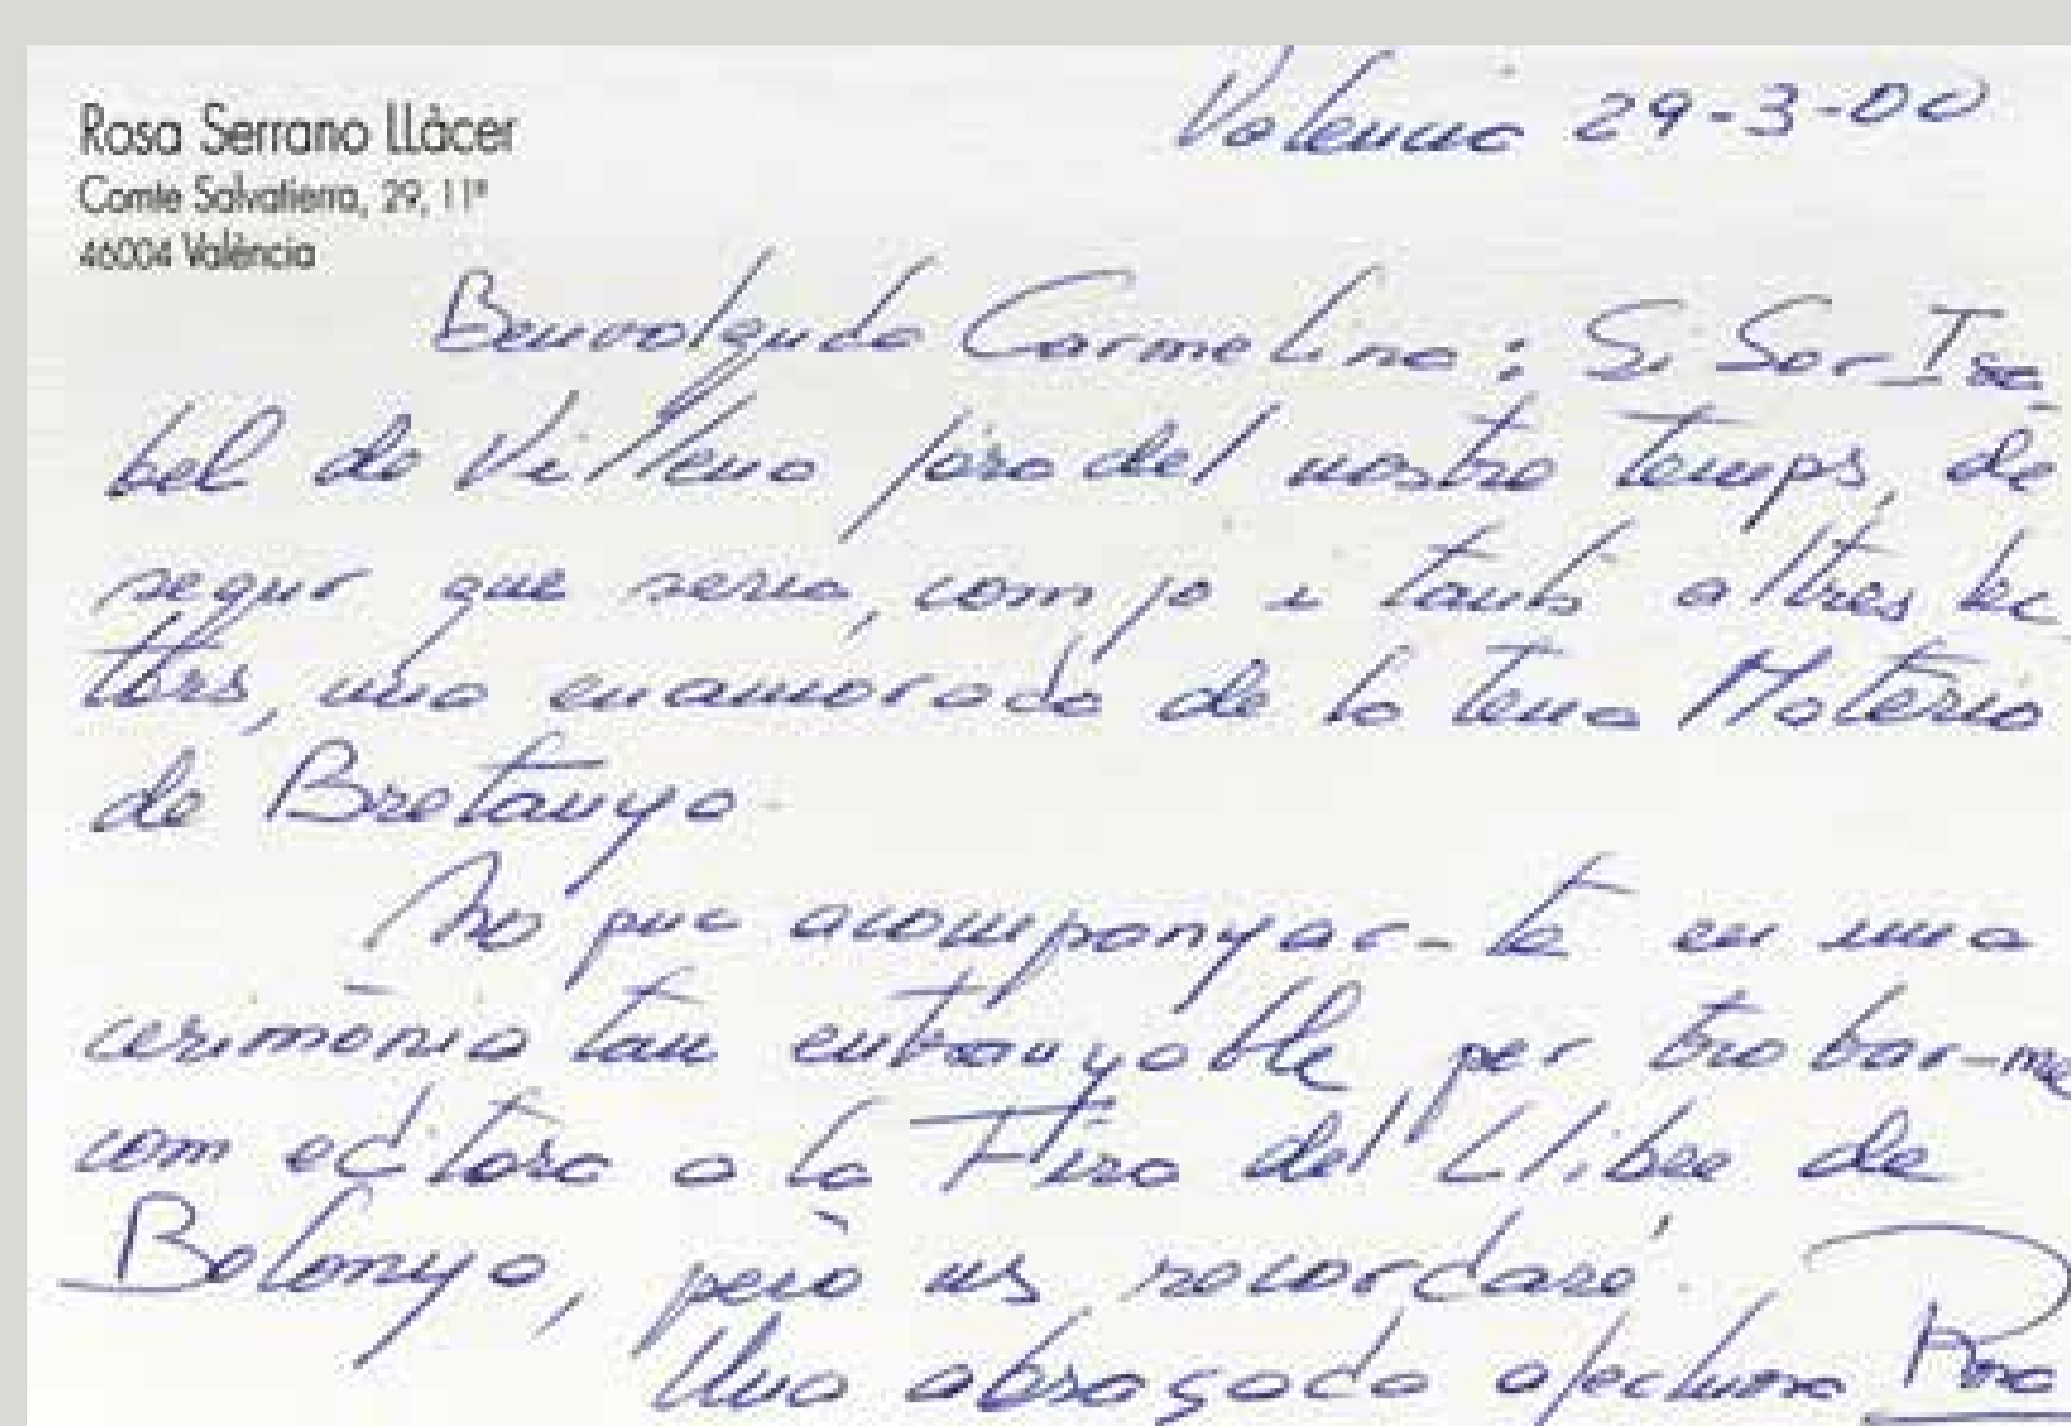 Rosa Serrano LLàcer
Comte Salvatierra, 29, 11ª
46004 València
València 29-3-00
Benvolguda Carmelina: Si Sor Isa-
bel de Villena fóra del nostre temps, de
segur que seria, com jo i tants altres lec-
tors, una enamorada de la teua Matèria
de Bretanya.
No puc acompanyar-te en una
cerimònia tan entranyable per trobar-me
com editora a la Fira del Llibre de
Bolonya, però us recordaré.
Una abraçada afectuosa Rosa